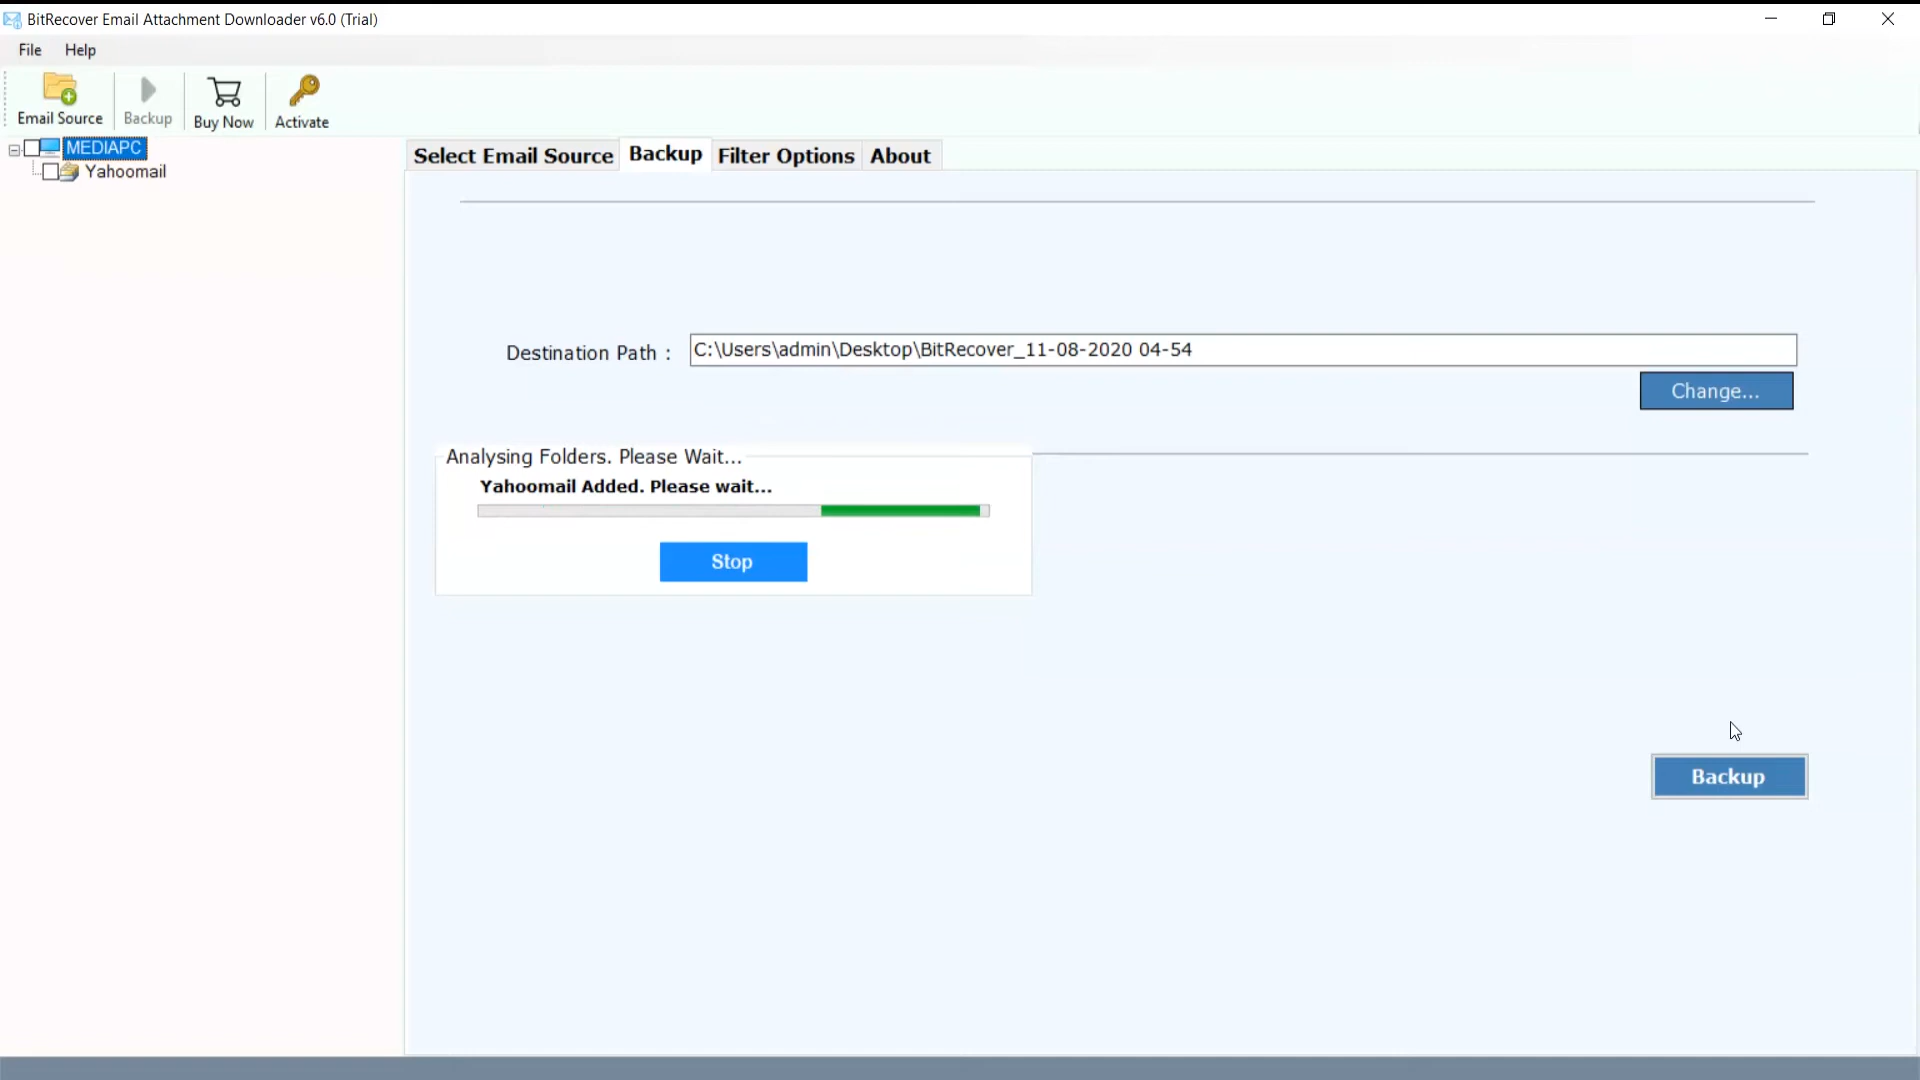 BitRecover Email Attachment Downloader v6.0 (Trial)
File Help
Email Source Backup Buy Now Activate
MEDIAPC
Yahoomail
Select Email Source Backup Filter Options About
Destination Path : C:\Users\admin\Desktop\BitRecover_11-08-2020 04-54
Change...
Analysing Folders. Please Wait...
Yahoomail Added. Please wait...
Stop
Backup